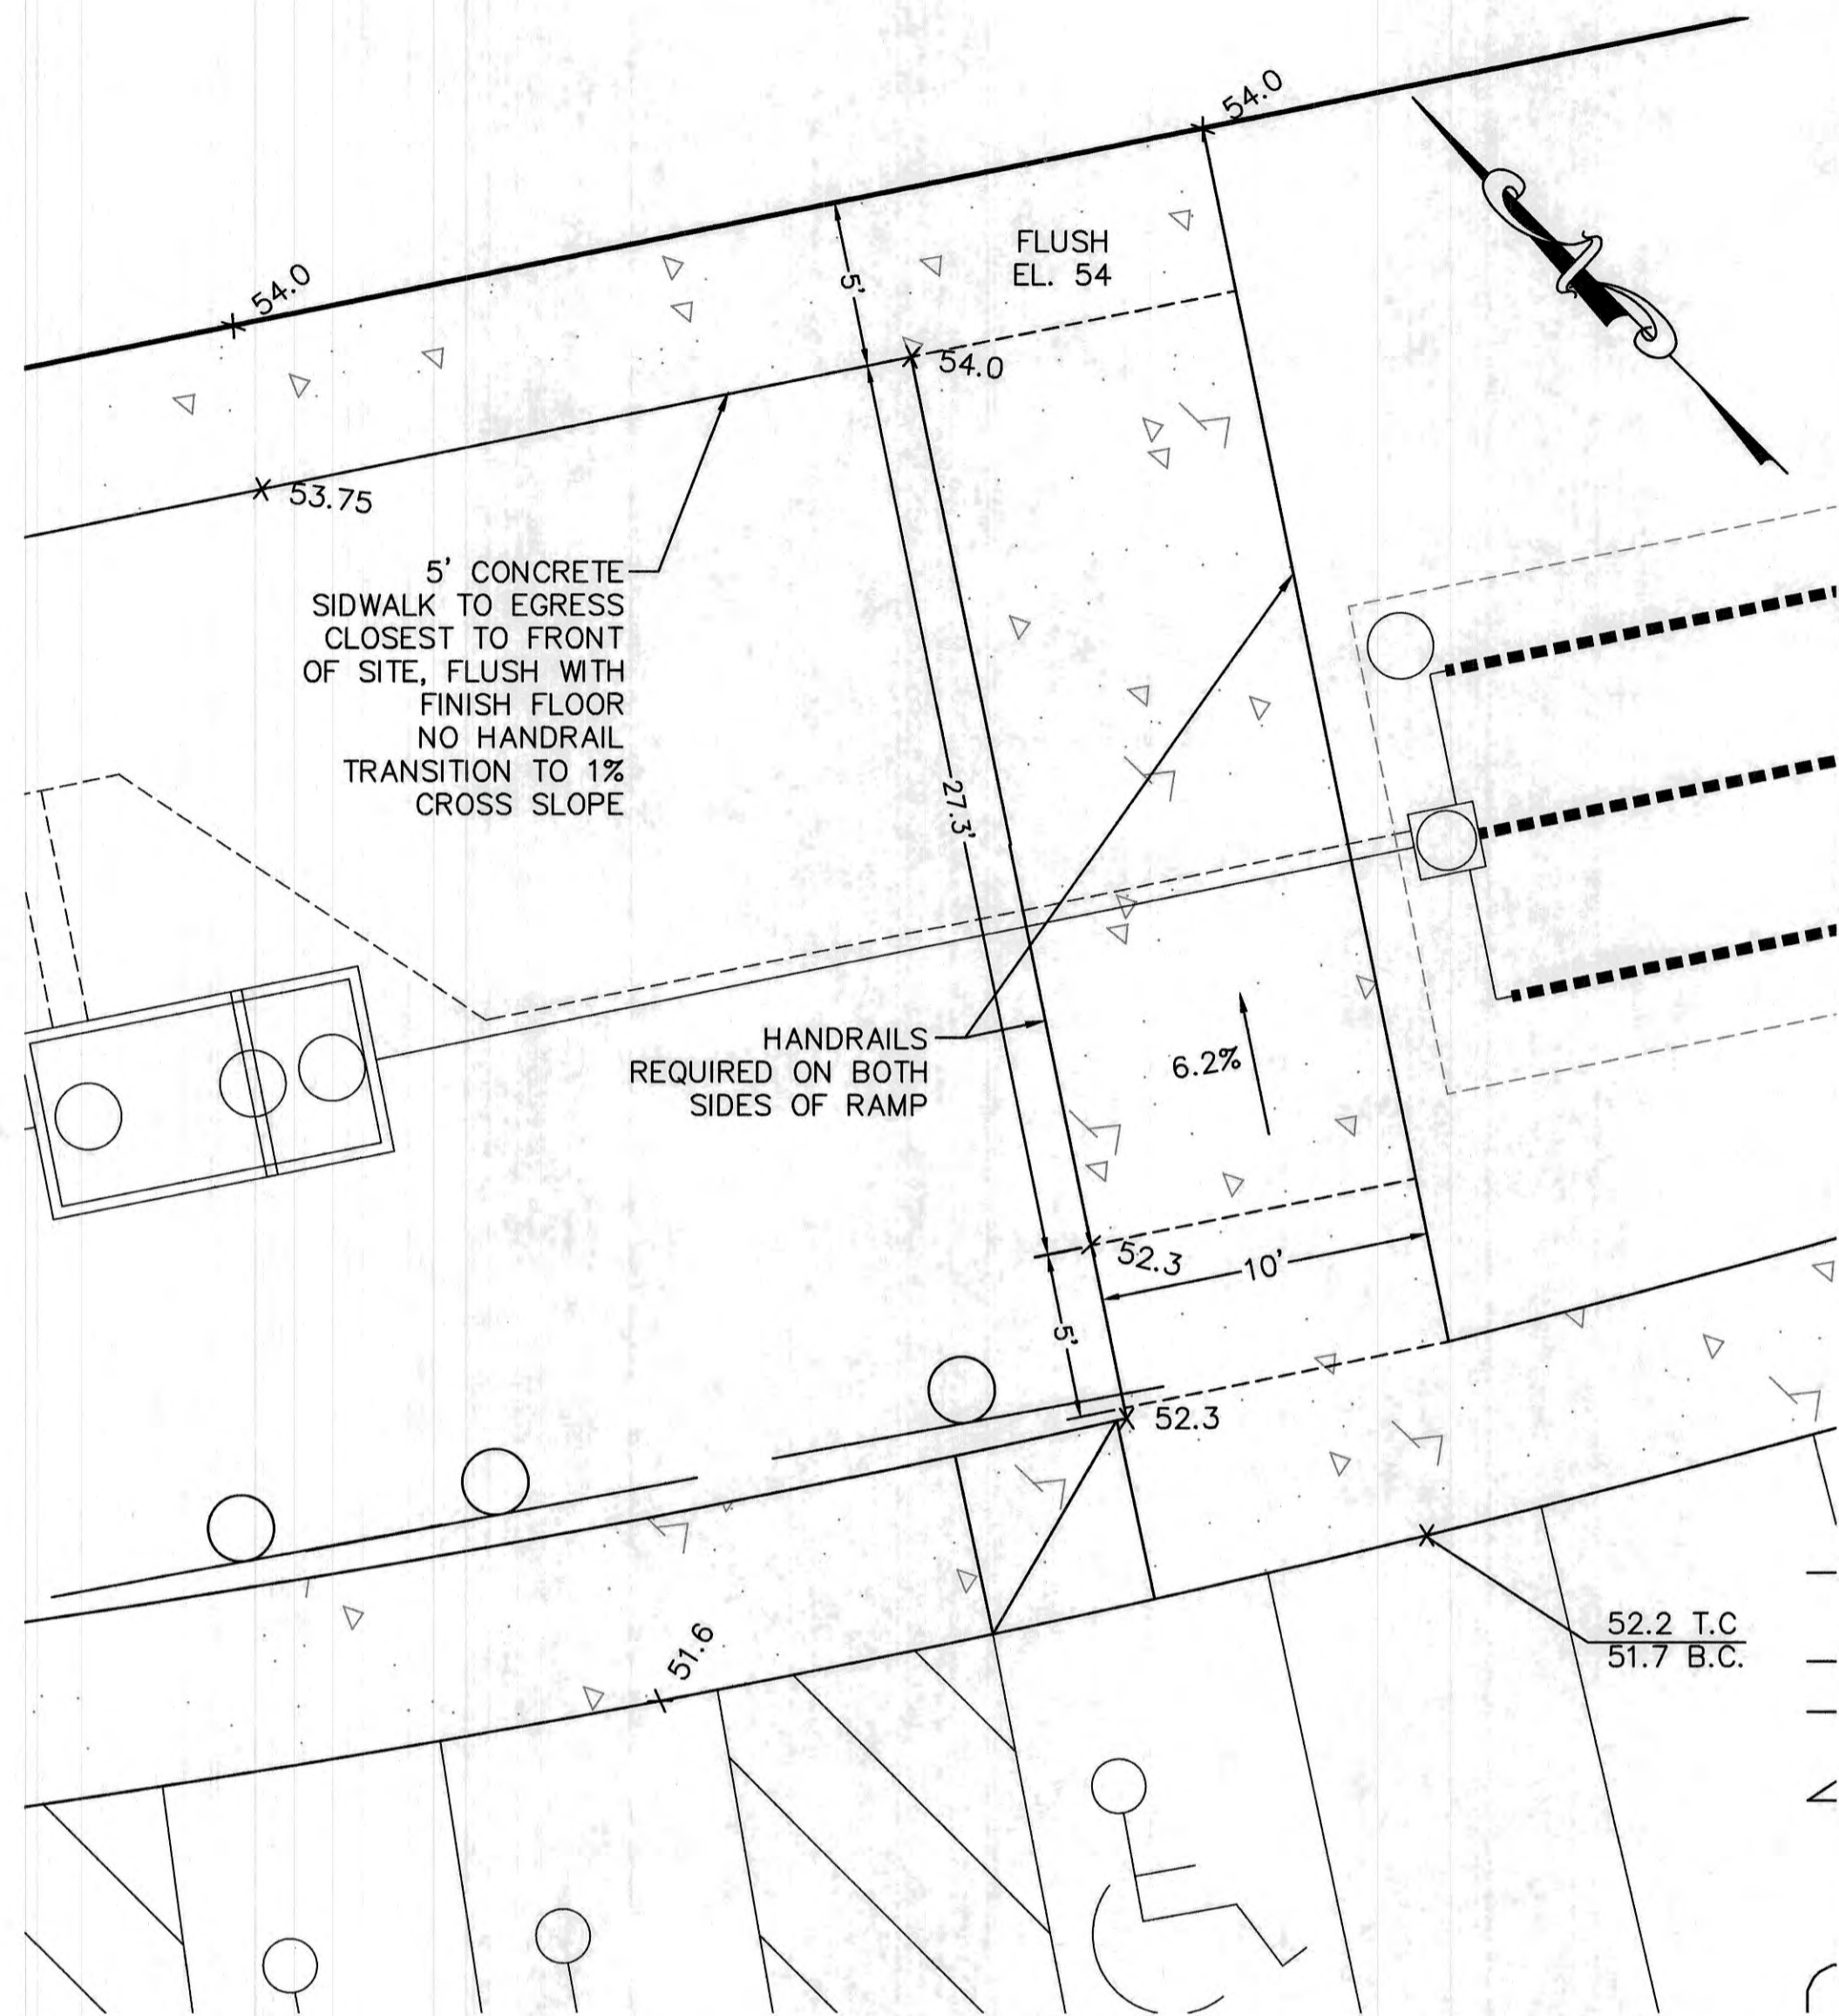 54.0
54.0
FLUSH
EL. 54
5'
54.0
53.75
5' CONCRETE
SIDWALK TO EGRESS
CLOSEST TO FRONT
OF SITE, FLUSH WITH
FINISH FLOOR
NO HANDRAIL
TRANSITION TO 1%
CROSS SLOPE
27.3'
HANDRAILS
REQUIRED ON BOTH
SIDES OF RAMP
6.2%
52.3
10'
5'
52.3
51.6
52.2 T.C
51.7 B.C.